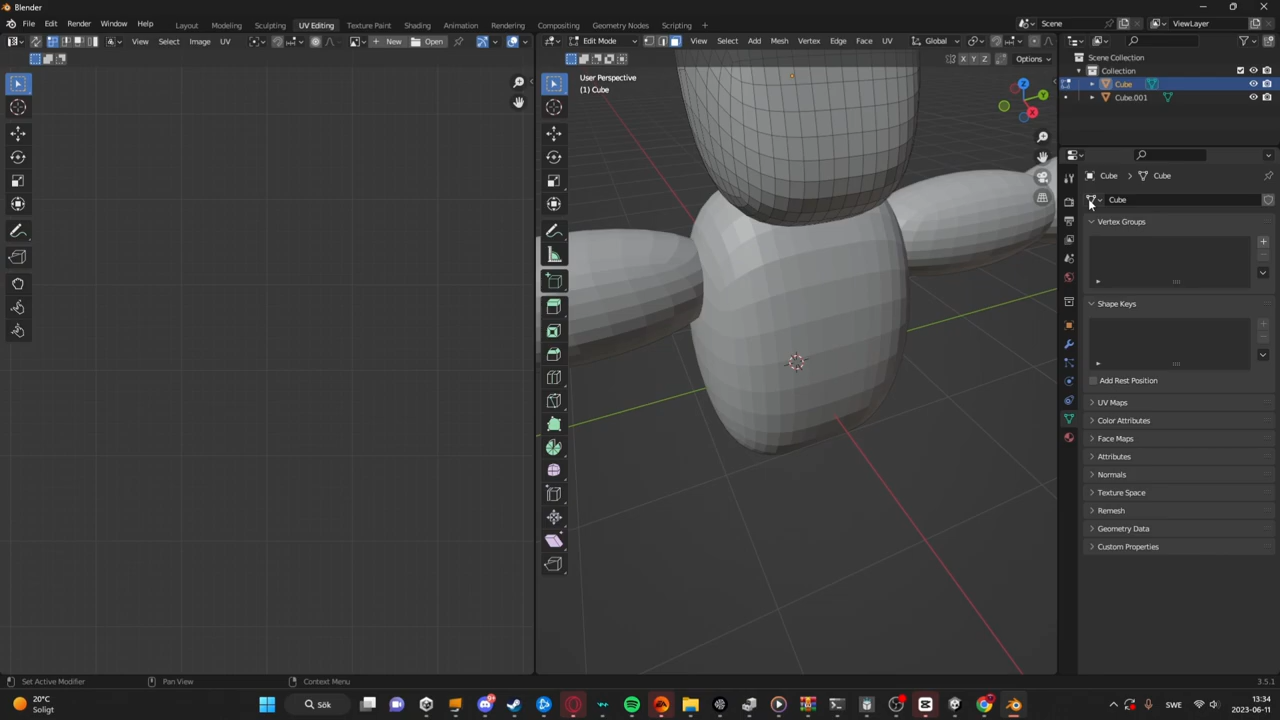 Blender
File Edit Render Window Help Layout Modeling Sculpting UV Editing Texture Paint Shading Animation Rendering Compositing Geometry Nodes Scripting + Scene ViewLayer
View Select Image UV New Open Edit Mode View Select Add Mesh Vertex Edge Face UV Global
X Y Z Options
User Perspective
(1) Cube
Scene Collection
Collection
Cube
Cube.001
Cube > Cube
Cube
Vertex Groups
Shape Keys
Add Rest Position
UV Maps
Color Attributes
Face Maps
Attributes
Normals
Texture Space
Remesh
Geometry Data
Custom Properties
Set Active Modifier Pan View Context Menu 3.5.1
20°C
Soligt
Sök
SWE
13:34
2023-06-11